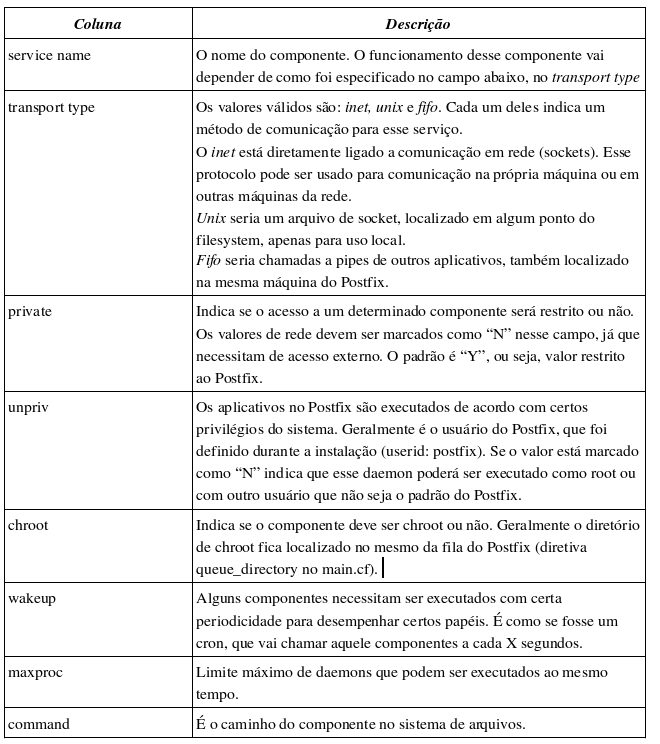 Coluna Descrição
service name O nome do componente. O funcionamento desse componente vai
depender de como foi especificado no campo abaixo, no transport type
transport type Os valores válidos são: inet, unix e fifo. Cada um deles indica um
método de comunicação para esse serviço.
O inet está diretamente ligado a comunicação em rede (sockets). Esse
protocolo pode ser usado para comunicação na própria máquina ou em
outras máquinas da rede.
Unix seria um arquivo de socket, localizado em algum ponto do
filesystem, apenas para uso local.
Fifo seria chamadas a pipes de outros aplicativos, também localizado
na mesma máquina do Postfix.
private Indica se o acesso a um determinado componente será restrito ou não.
Os valores de rede devem ser marcados como “N” nesse campo, já que
necessitam de acesso externo. O padrão é “Y”, ou seja, valor restrito
ao Postfix.
unpriv Os aplicativos no Postfix são executados de acordo com certos
privilégios do sistema. Geralmente é o usuário do Postfix, que foi
definido durante a instalação (userid: postfix). Se o valor está marcado
como “N” indica que esse daemon poderá ser executado como root ou
com outro usuário que não seja o padrão do Postfix.
chroot Indica se o componente deve ser chroot ou não. Geralmente o diretório
de chroot fica localizado no mesmo da fila do Postfix (diretiva
queue_directory no main.cf).
wakeup Alguns componentes necessitam ser executados com certa
periodicidade para desempenhar certos papéis. É como se fosse um
cron, que vai chamar aquele componentes a cada X segundos.
maxproc Limite máximo de daemons que podem ser executados ao mesmo
tempo.
command É o caminho do componente no sistema de arquivos.